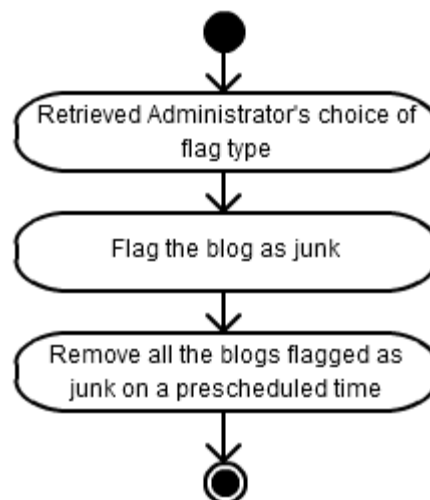 Retrieved Administrator's choice of
flag type
Flag the blog as junk
Remove all the blogs flagged as
junk on a prescheduled time